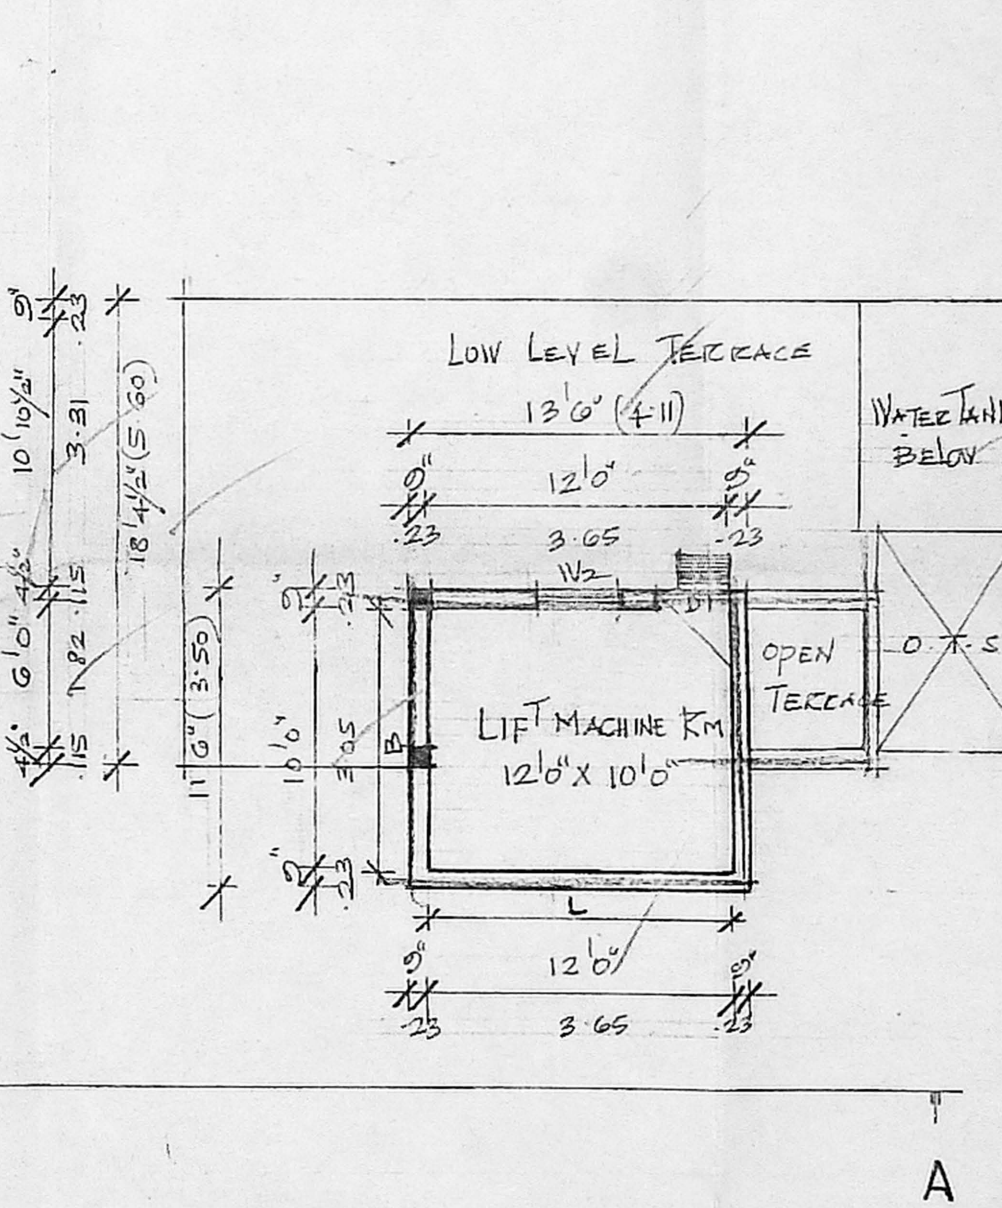 LOW LEVEL TERRACE
13'6" (4.11)
WATER TANK
BELOW
9" 12'0" 9"
.23 3.65 .23
W2
D1
OPEN
TERRACE
O.T.S
LIFT MACHINE RM
12'0" X 10'0"
B
L
9" 12'0" 9"
.23 3.65 .23
9" 10'10½" 4½" 6'0" 4½"
.23 3.31 .115 1.82 .115
18'4½" (5.60)
11'6" (3.50)
9" 10'0" 9"
.23 3.05 .23
A